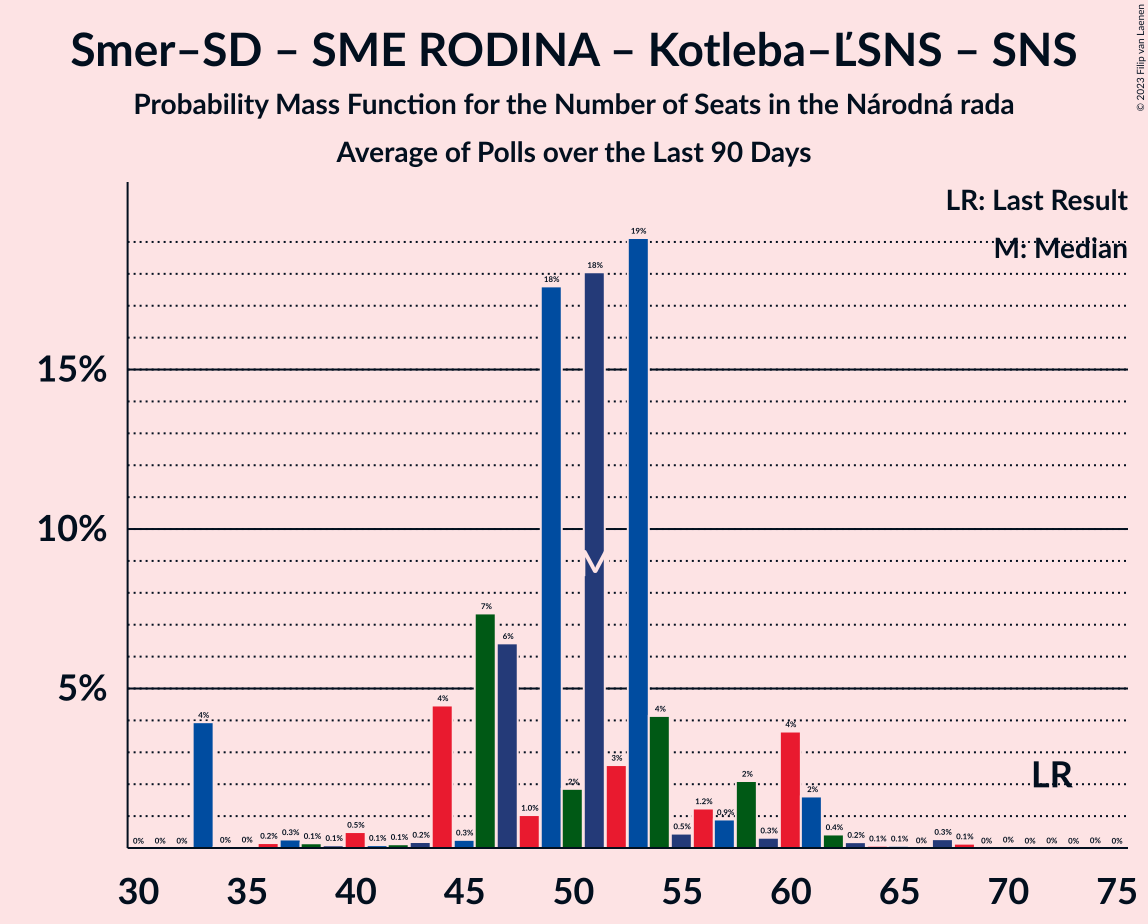 Smer–SD – SME RODINA – Kotleba–ĽSNS – SNS
Probability Mass Function for the Number of Seats in the Národná rada
Average of Polls over the Last 90 Days
© 2023 Filip van Laenen
LR: Last Result
M: Median
15%
10%
5%
0% 0% 0% 4% 0% 0% 0.2% 0.3% 0.1% 0.1% 0.5% 0.1% 0.1% 0.2% 4% 0.3% 7% 6% 1.0% 18% 2% 18% 3% 19% 4% 0.5% 1.2% 0.9% 2% 0.3% 4% 2% 0.4% 0.2% 0.1% 0.1% 0% 0.3% 0.1% 0% 0% 0% 0% 0% 0% 0%
M
LR
30 35 40 45 50 55 60 65 70 75